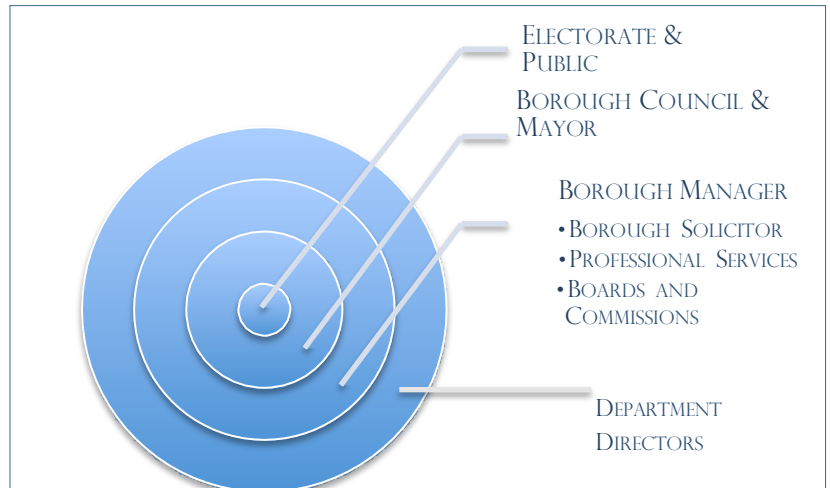 Electorate &
Public
Borough Council &
Mayor
Borough Manager
•Borough Solicitor
•Professional Services
•Boards and
Commissions
Department
Directors